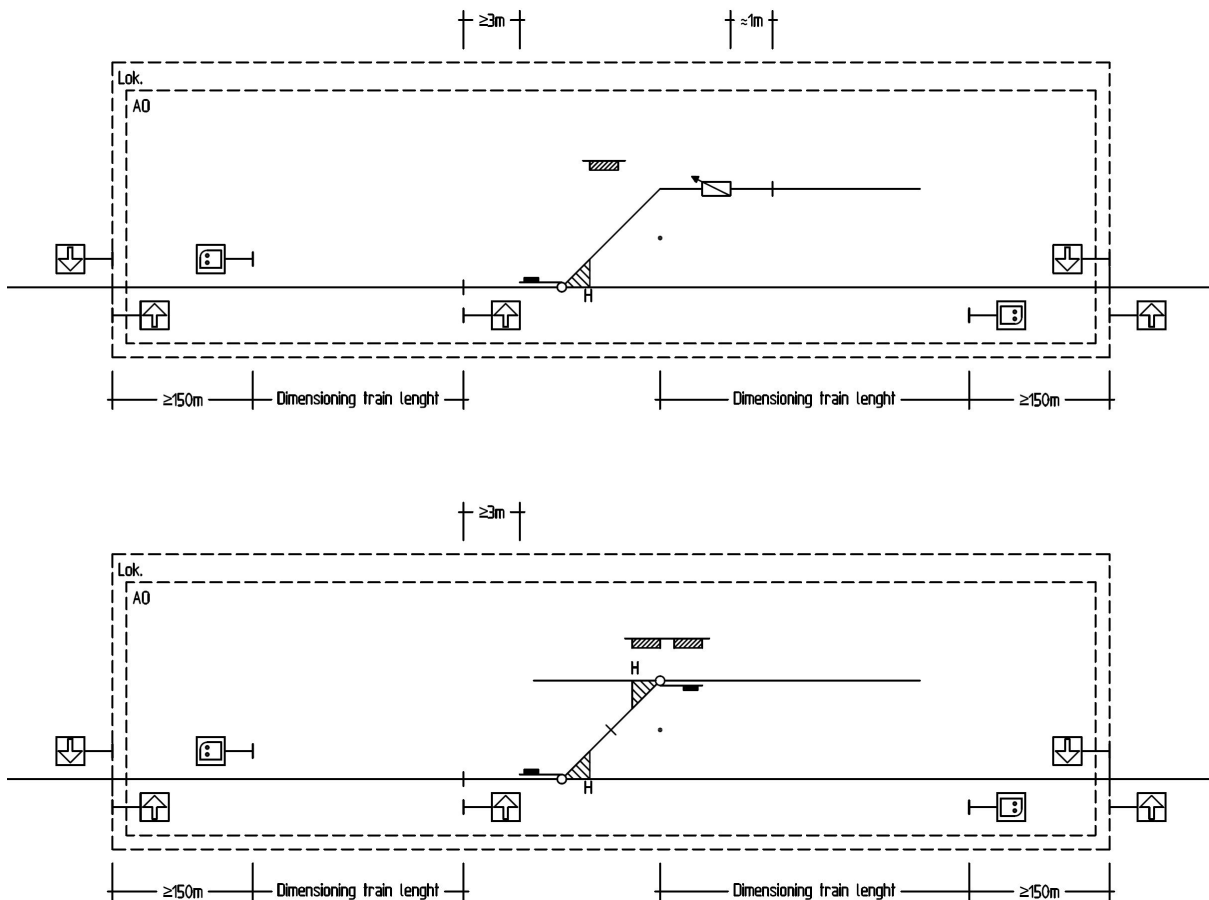 ≥3m ≈1m
Lok.
AO
H
≥150m Dimensioning train lenght Dimensioning train lenght ≥150m
≥3m
Lok.
AO
H
H
≥150m Dimensioning train lenght Dimensioning train lenght ≥150m